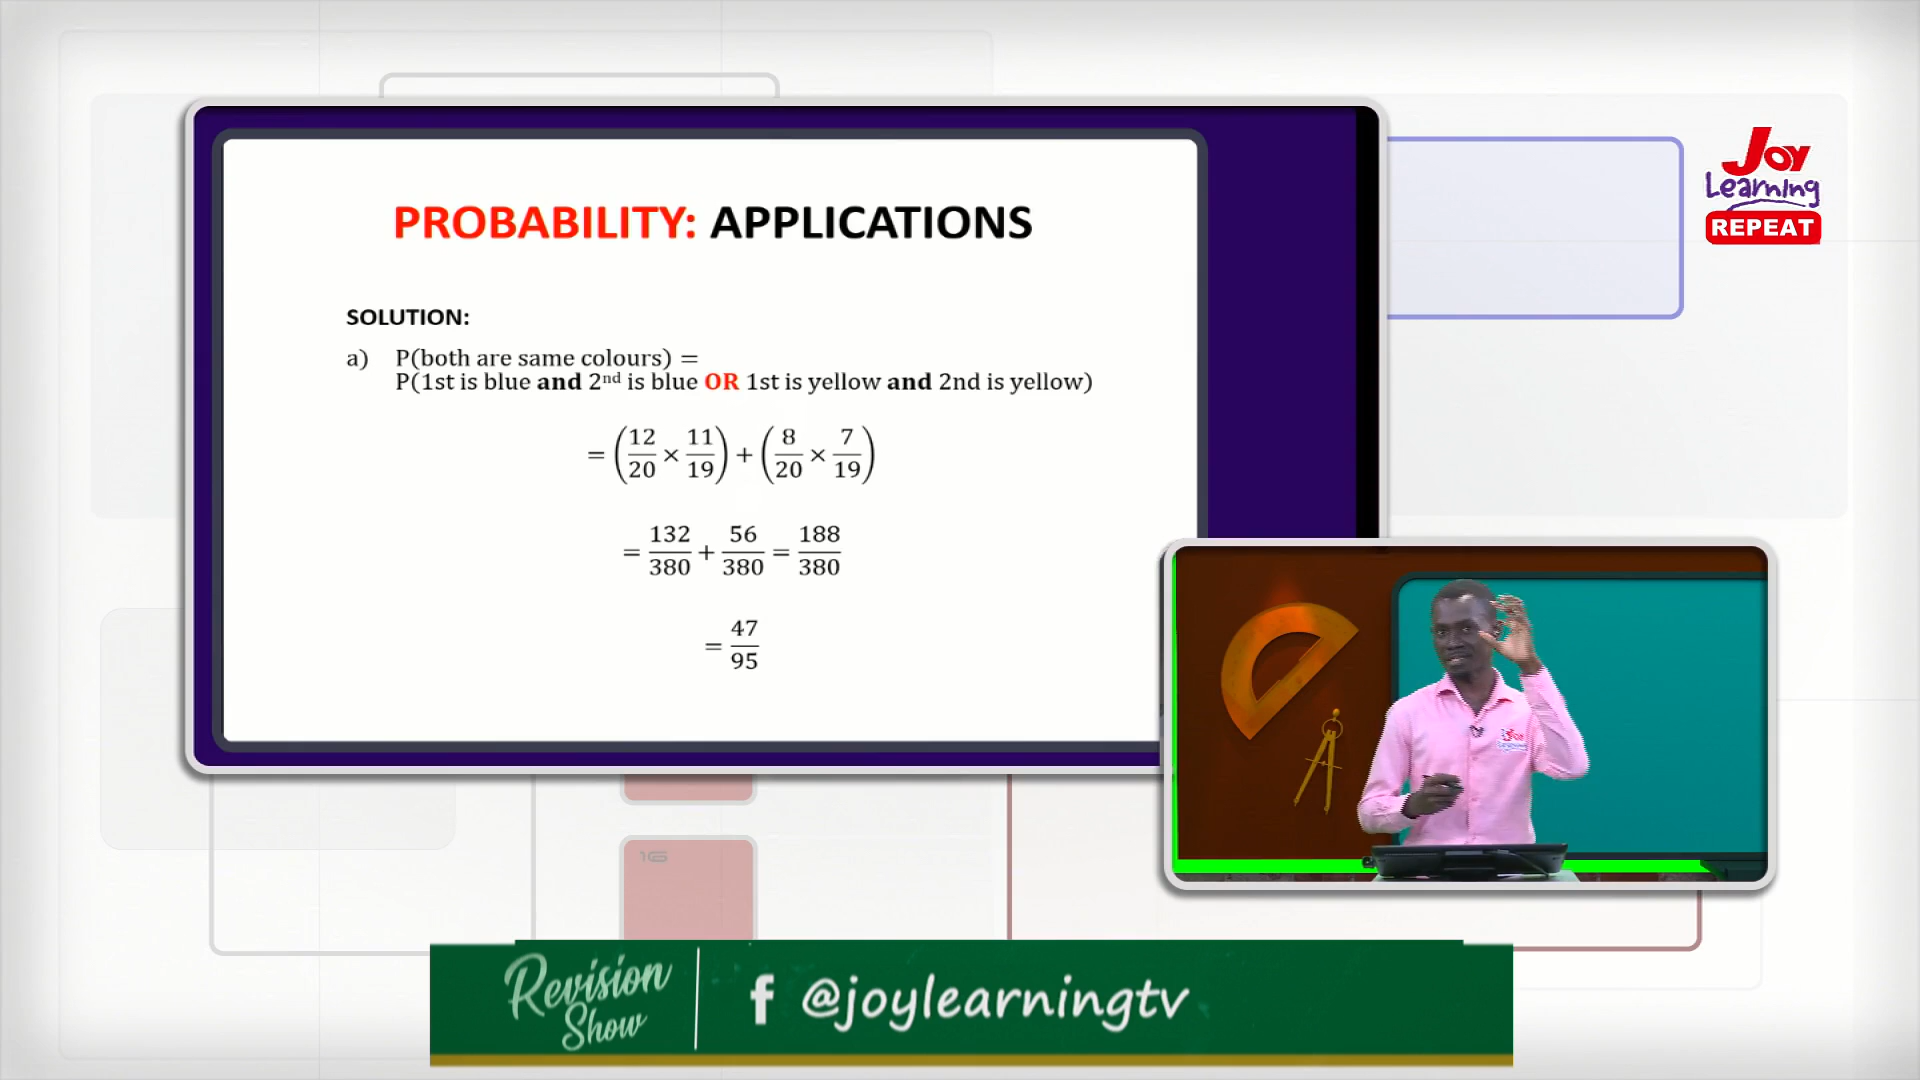 Joy
Learning
REPEAT
PROBABILITY: APPLICATIONS
SOLUTION:
a) P(both are same colours) =
P(1st is blue and 2nd is blue OR 1st is yellow and 2nd is yellow)
= (12/20 × 11/19) + (8/20 × 7/19)
= 132/380 + 56/380 = 188/380
= 47/95
16
Revision
Show
f @joylearningtv